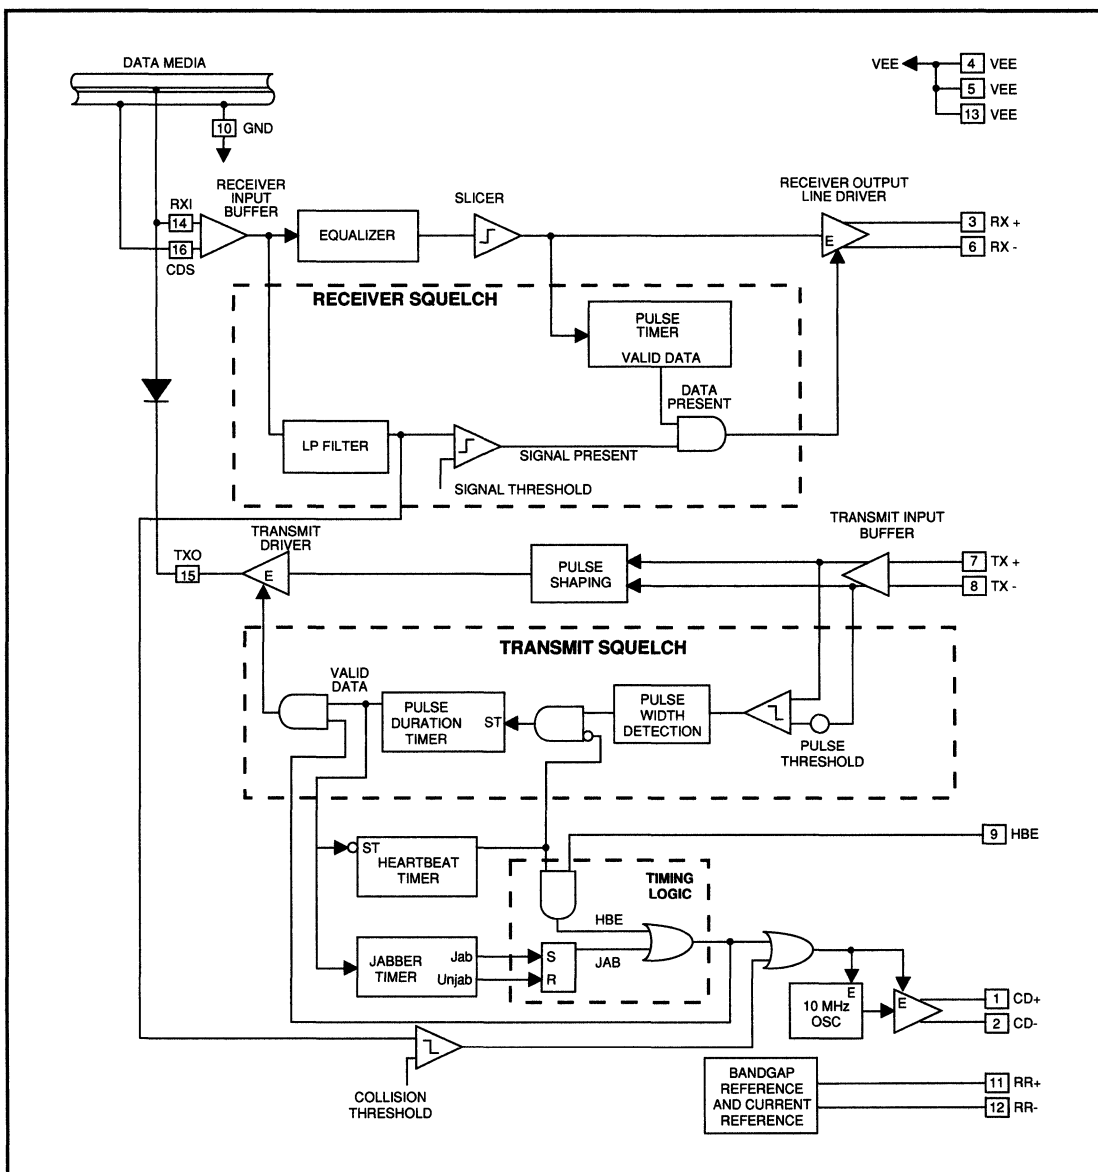 DATA MEDIA
VEE
4 VEE
5 VEE
13 VEE
10 GND
RECEIVER
INPUT
BUFFER
RXI
14
16
CDS
EQUALIZER
SLICER
RECEIVER OUTPUT
LINE DRIVER
E
3 RX +
6 RX -
RECEIVER SQUELCH
PULSE
TIMER
VALID DATA
DATA
PRESENT
LP FILTER
SIGNAL PRESENT
SIGNAL THRESHOLD
TRANSMIT
DRIVER
TXO
15
E
PULSE
SHAPING
TRANSMIT INPUT
BUFFER
7 TX +
8 TX -
TRANSMIT SQUELCH
VALID
DATA
PULSE
DURATION
TIMER
ST
PULSE
WIDTH
DETECTION
PULSE
THRESHOLD
9 HBE
ST
HEARTBEAT
TIMER
TIMING
LOGIC
HBE
JABBER
TIMER
Jab
Unjab
S
R
JAB
E
10 MHz
OSC
E
1 CD+
2 CD-
COLLISION
THRESHOLD
BANDGAP
REFERENCE
AND CURRENT
REFERENCE
11 RR+
12 RR-